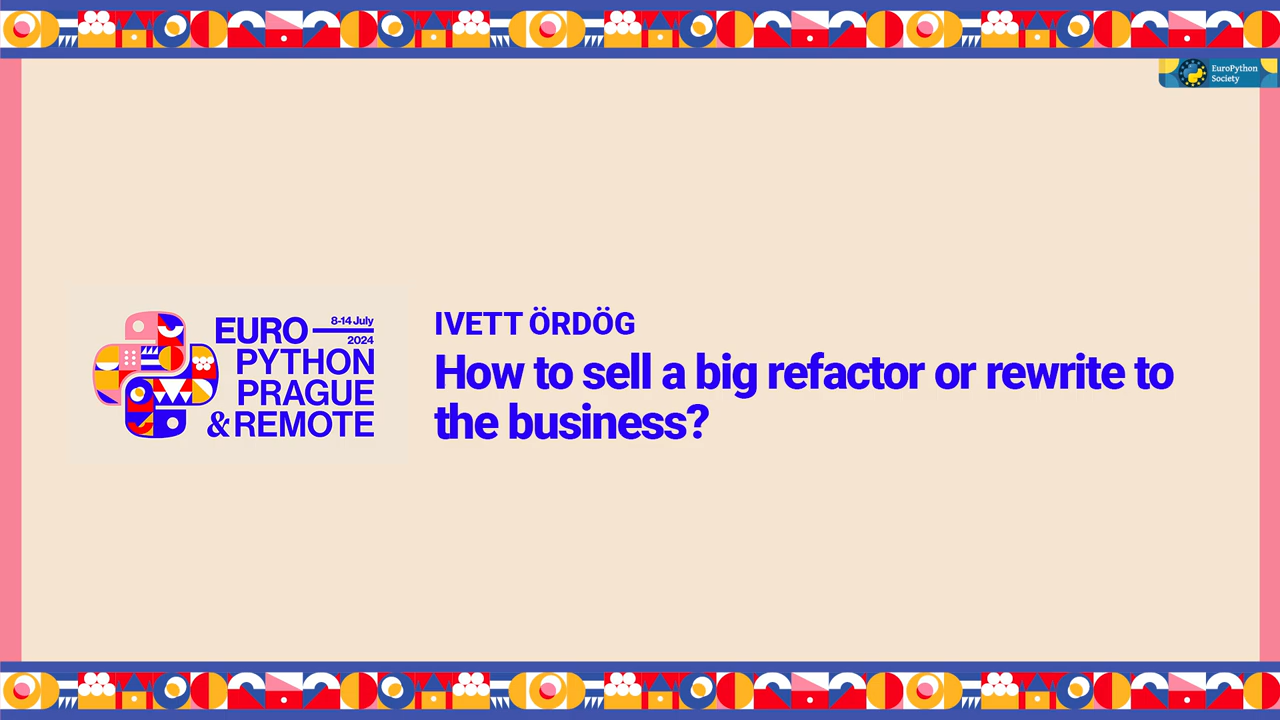 EuroPython
Society
EURO
8-14 July
2024
PYTHON
PRAGUE
& REMOTE
IVETT ÖRDÖG
How to sell a big refactor or rewrite to
the business?